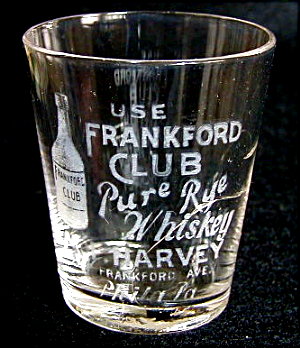 USE
FRANKFORD
CLUB
Pure Rye
Whiskey
HARVEY
FRANKFORD AVE.
Phila Pa
FRANKFORD
CLUB